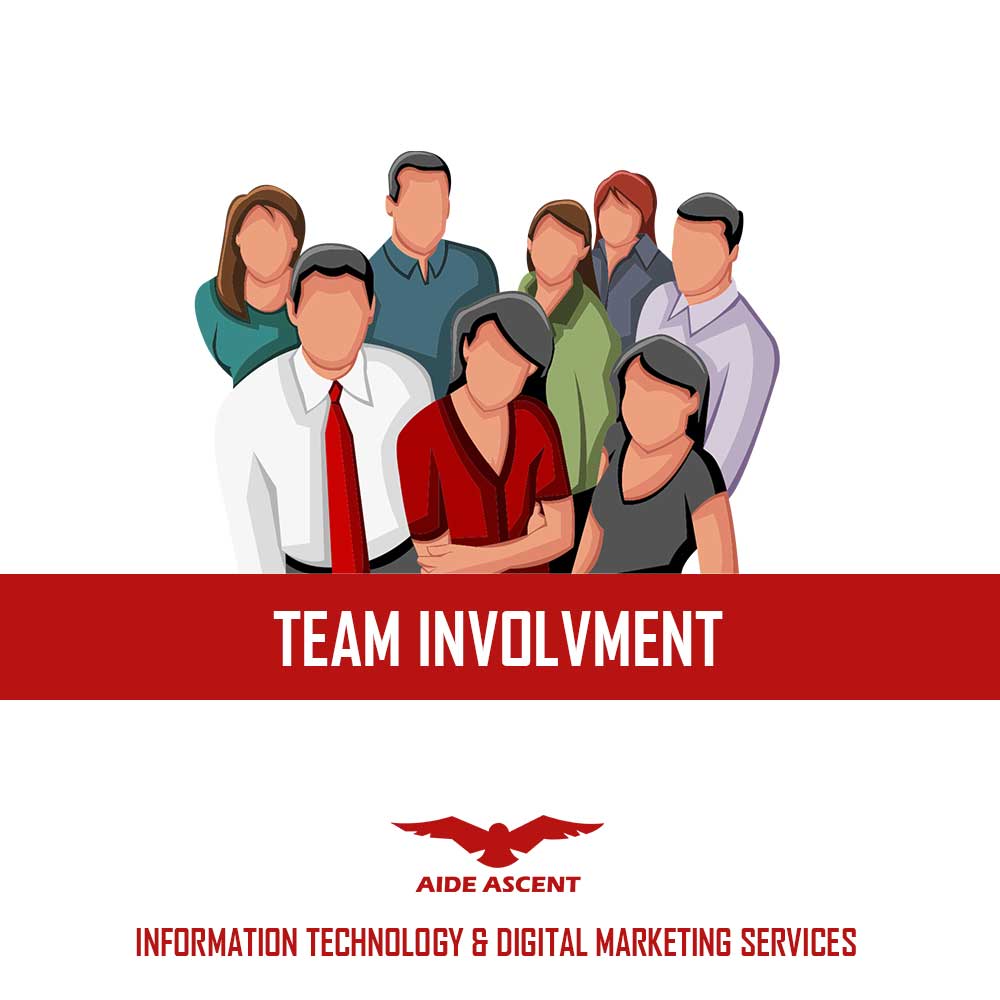 TEAM INVOLVMENT
AIDE ASCENT
INFORMATION TECHNOLOGY & DIGITAL MARKETING SERVICES